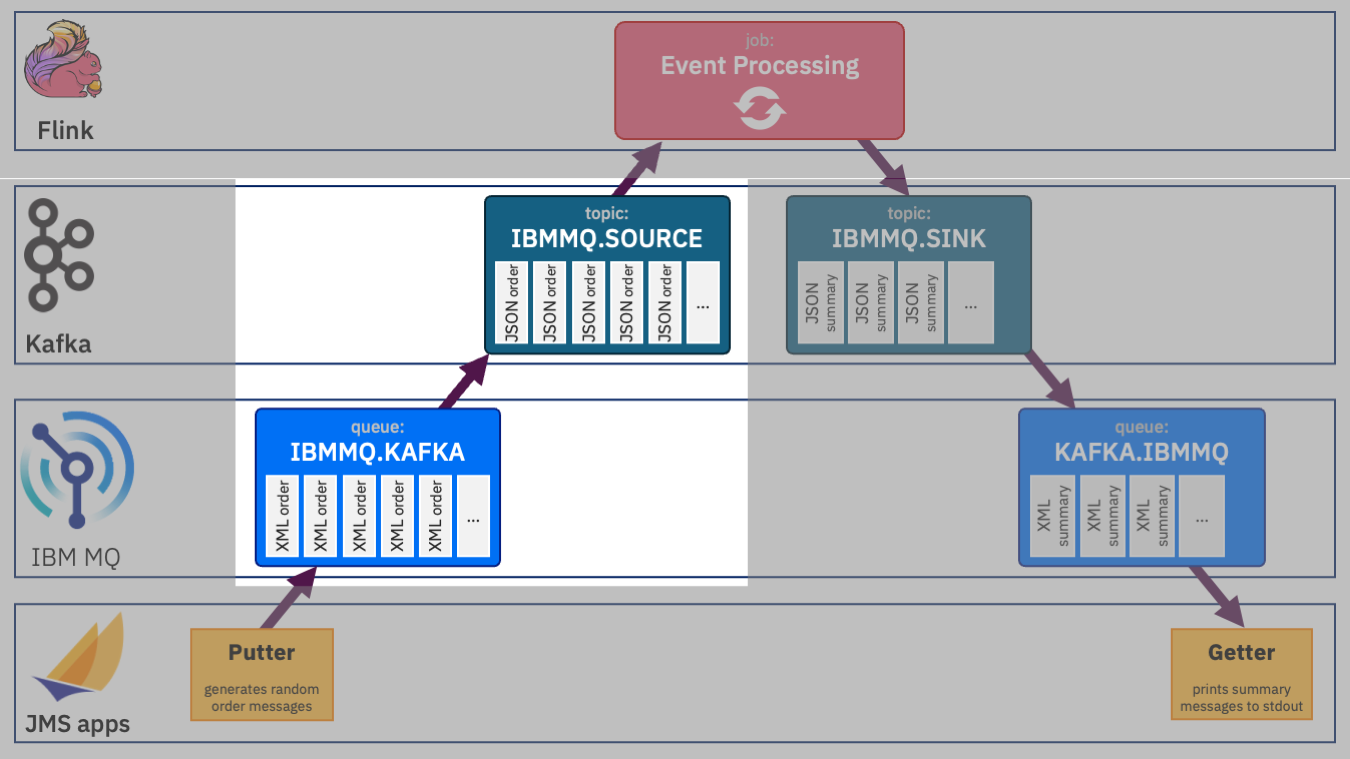 job:
Event Processing
Flink
topic:
IBMMQ.SOURCE
JSON order
JSON order
JSON order
JSON order
JSON order
...
topic:
IBMMQ.SINK
JSON
summary
JSON
summary
JSON
summary
...
Kafka
queue:
IBMMQ.KAFKA
XML order
XML order
XML order
XML order
XML order
...
queue:
KAFKA.IBMMQ
XML
summary
XML
summary
XML
summary
...
IBM MQ
Putter
generates random
order messages
Getter
prints summary
messages to stdout
JMS apps